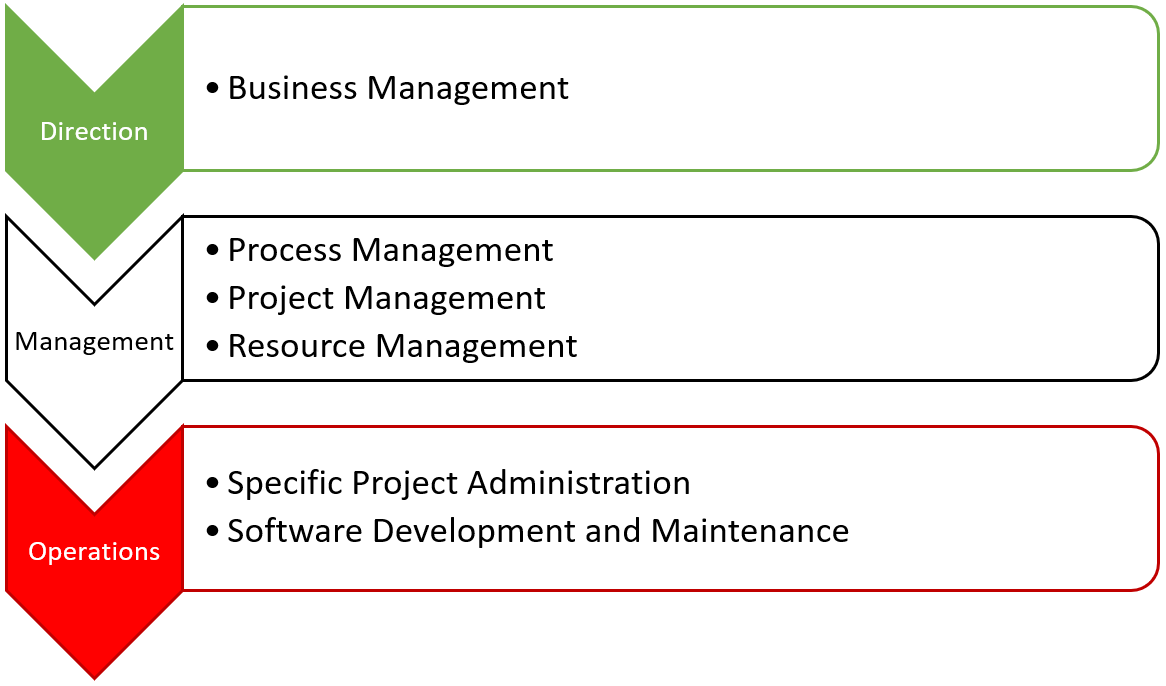 Direction
• Business Management
Management
• Process Management
• Project Management
• Resource Management
Operations
• Specific Project Administration
• Software Development and Maintenance